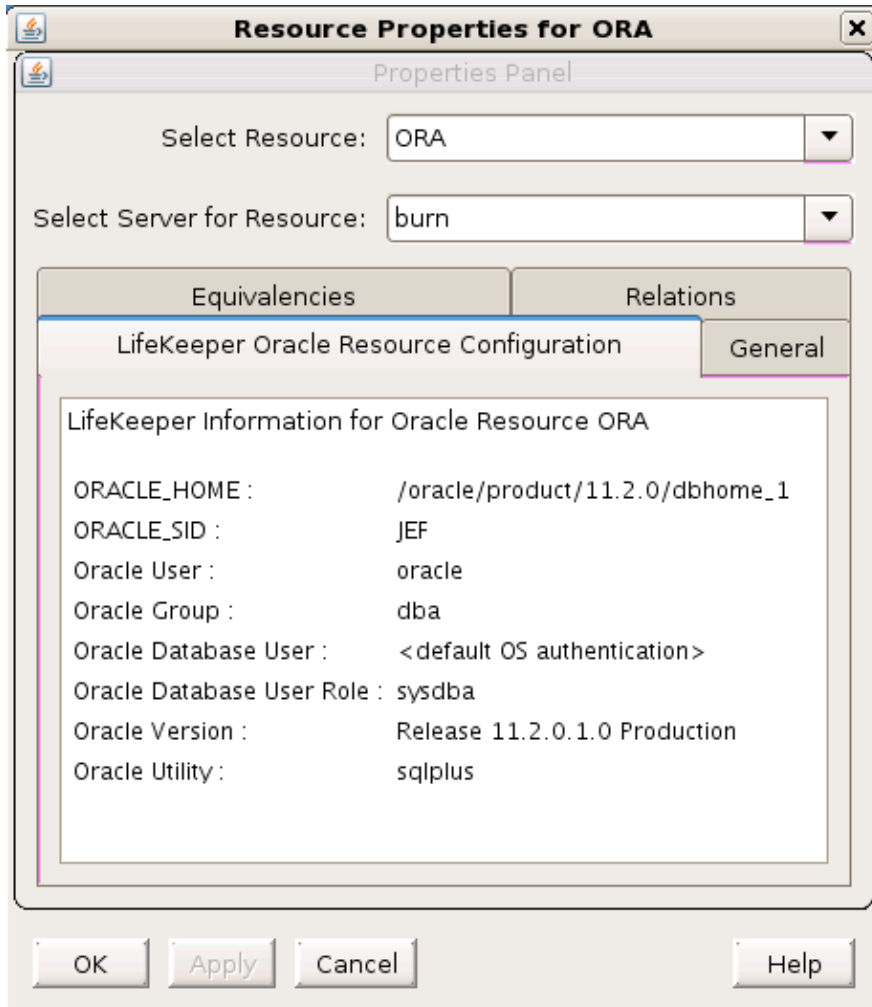 Resource Properties for ORA
Properties Panel
Select Resource: ORA
Select Server for Resource: burn
Equivalencies Relations
LifeKeeper Oracle Resource Configuration General
LifeKeeper Information for Oracle Resource ORA
ORACLE_HOME : /oracle/product/11.2.0/dbhome_1
ORACLE_SID : JEF
Oracle User : oracle
Oracle Group : dba
Oracle Database User : <default OS authentication>
Oracle Database User Role : sysdba
Oracle Version : Release 11.2.0.1.0 Production
Oracle Utility : sqlplus
OK Apply Cancel Help